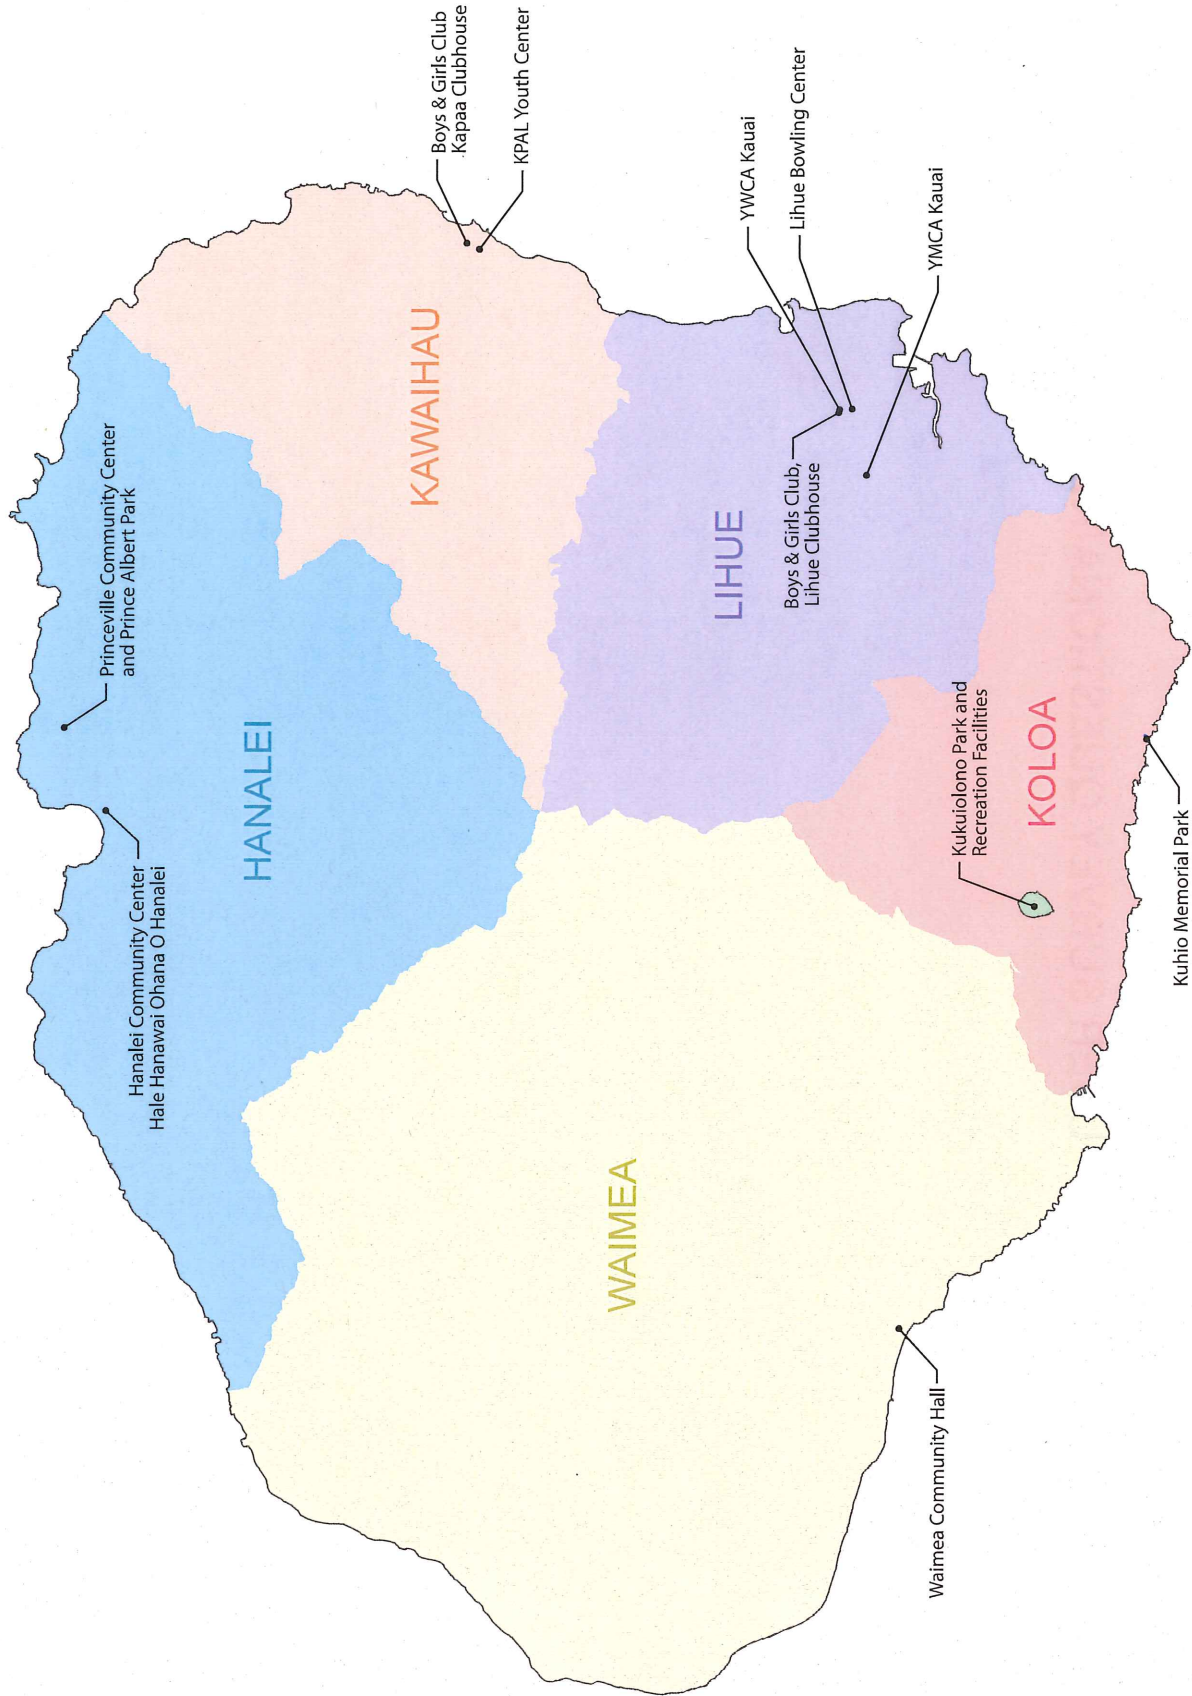 Hanalei Community Center
Hale Hanawai Ohana O Hanalei
Princeville Community Center
and Prince Albert Park
HANALEI
Boys & Girls Club
Kapaa Clubhouse
KPAL Youth Center
KAWAIHAU
WAIMEA
LIHUE
YWCA Kauai
Lihue Bowling Center
Boys & Girls Club,
Lihue Clubhouse
YMCA Kauai
Waimea Community Hall
Kukuiolono Park and
Recreation Facilities
KOLOA
Kuhio Memorial Park